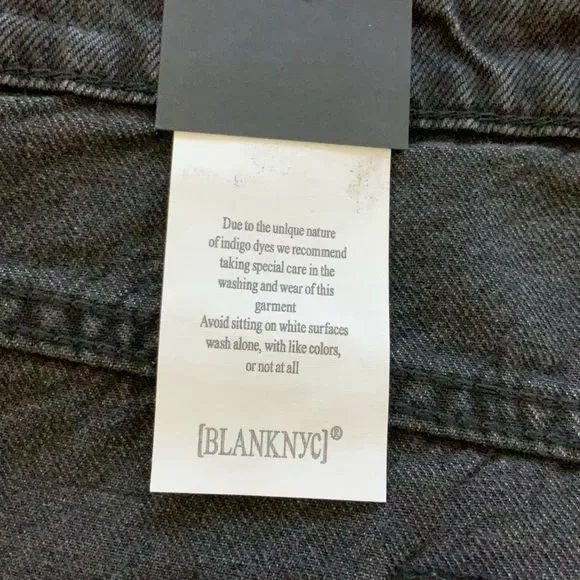 Due to the unique nature
of indigo dyes we recommend
taking special care in the
washing and wear of this
garment
Avoid sitting on white surfaces
wash alone, with like colors,
or not at all
[BLANKNYC]®